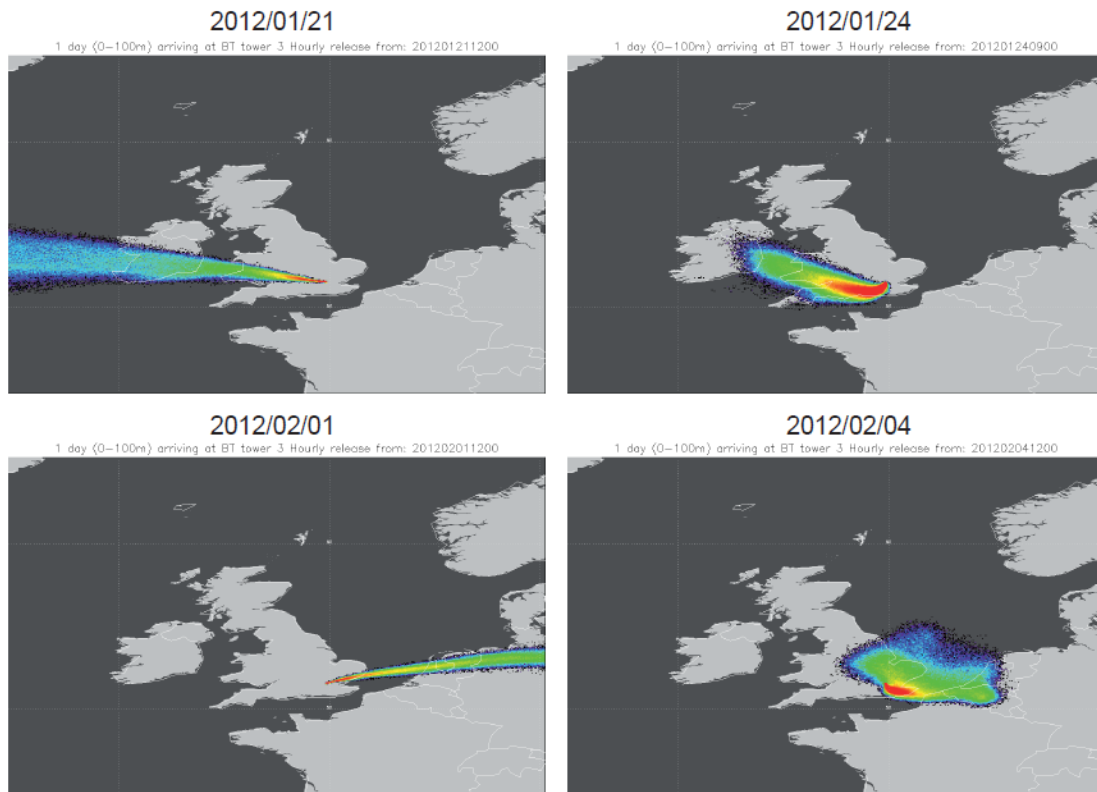 2012/01/21
1 day (0-100m) arriving at BT tower 3 Hourly release from: 201201211200
2012/01/24
1 day (0-100m) arriving at BT tower 3 Hourly release from: 201201240900
2012/02/01
1 day (0-100m) arriving at BT tower 3 Hourly release from: 201202011200
2012/02/04
1 day (0-100m) arriving at BT tower 3 Hourly release from: 201202041200